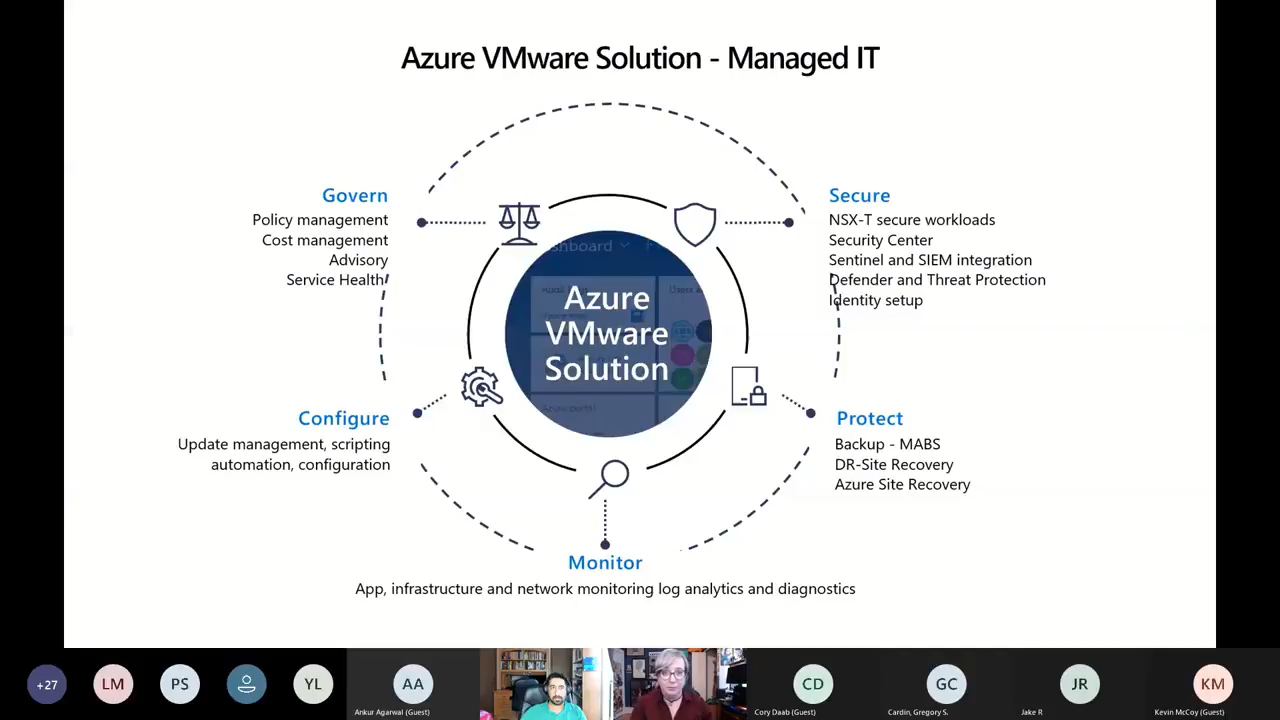 Azure VMware Solution - Managed IT
Govern
Policy management
Cost management
Advisory
Service Health
Secure
NSX-T secure workloads
Security Center
Sentinel and SIEM integration
Defender and Threat Protection
Identity setup
Azure
VMware
Solution
Configure
Update management, scripting
automation, configuration
Protect
Backup - MABS
DR-Site Recovery
Azure Site Recovery
Monitor
App, infrastructure and network monitoring log analytics and diagnostics
+27
LM
PS
YL
AA
Ankur Agarwal (Guest)
CD
Cory Daab (Guest)
GC
Cardin, Gregory S.
JR
Jake R
KM
Kevin McCoy (Guest)